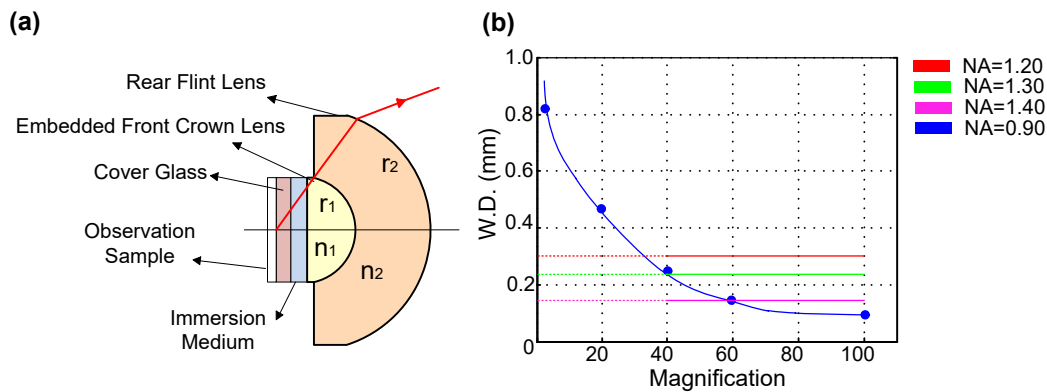 (a)
Rear Flint Lens
Embedded Front Crown Lens
Cover Glass
Observation
Sample
Immersion
Medium
r1
n1
r2
n2
(b)
W.D. (mm)
1.0
0.8
0.6
0.4
0.2
0
20
40
60
80
100
Magnification
NA=1.20
NA=1.30
NA=1.40
NA=0.90